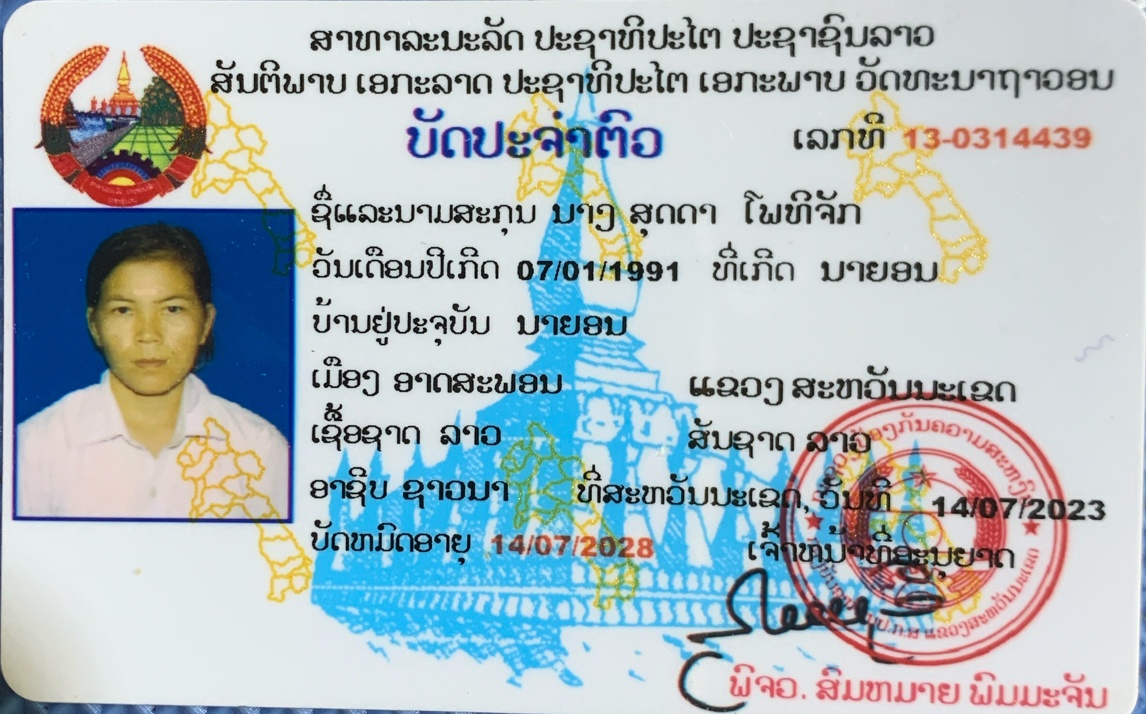 ສາທາລະນະລັດ ປະຊາທິປະໄຕ ປະຊາຊົນລາວ
ສັນຕິພາບ ເອກະລາດ ປະຊາທິປະໄຕ ເອກະພາບ ວັດທະນາຖາວອນ
ບັດປະຈຳຕົວ
ເລກທີ 13-0314439
ຊື່ແລະນາມສະກຸນ ນາງ ສຸດດາ ໂພທິຈັກ
ວັນເດືອນປີເກີດ 07/01/1991 ທີ່ເກີດ ນາຍອນ
ບ້ານຢູ່ປະຈຸບັນ ນາຍອນ
ເມືອງ ອາດສະພອນ ແຂວງ ສະຫວັນນະເຂດ
ເຊື້ອຊາດ ລາວ ສັນຊາດ ລາວ
ອາຊີບ ຊາວນາ ທີ່ສະຫວັນນະເຂດ, ວັນທີ 14/07/2023
ບັດຫມົດອາຍຸ 14/07/2028 ເຈົ້າຫນ້າທີ່ອະນຸຍາດ
ພິຈວ. ສົມຫມາຍ ພິມມະຈັນ